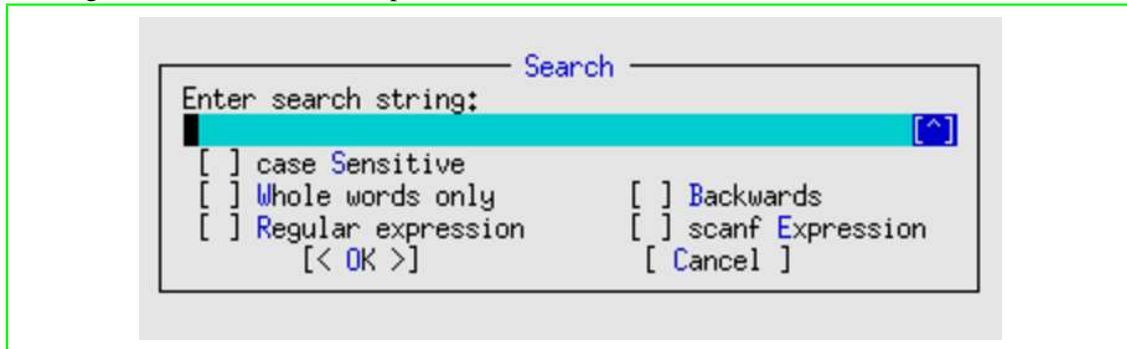 Search
Enter search string:
[^]
[ ] case Sensitive
[ ] Whole words only [ ] Backwards
[ ] Regular expression [ ] scanf Expression
[< OK >] [ Cancel ]